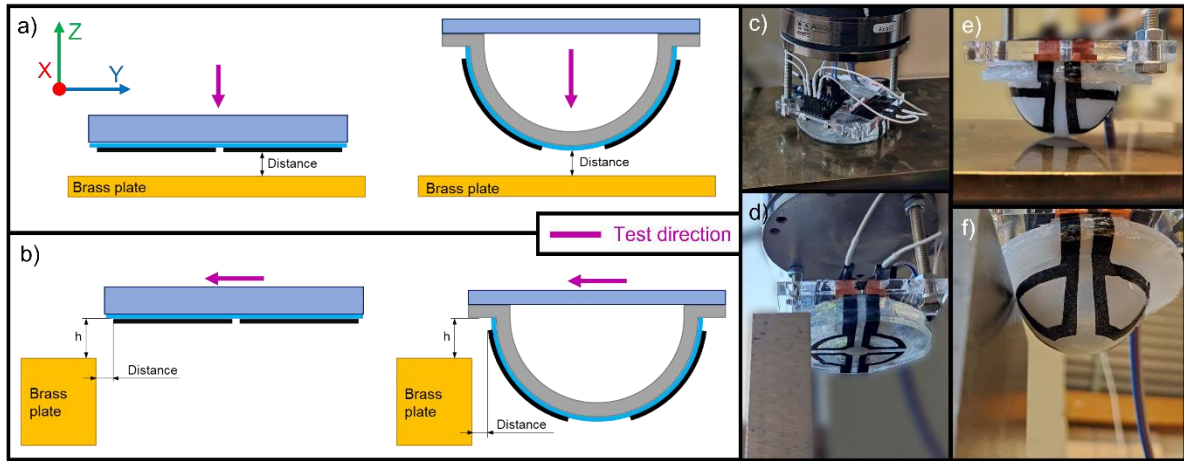 a)
Z
X
Y
Distance
Brass plate
Distance
Brass plate
Test direction
b)
h
Distance
Brass
plate
h
Distance
Brass
plate
c)
d)
e)
f)